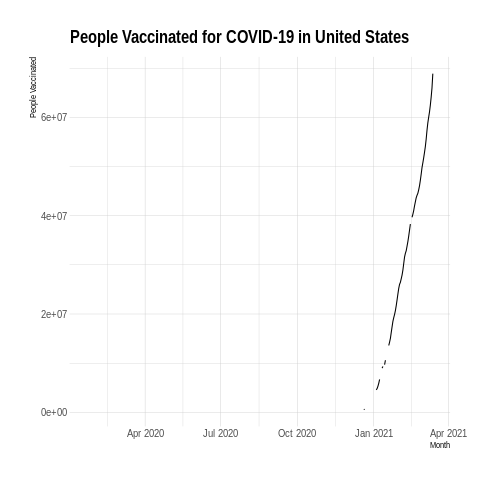 People Vaccinated for COVID-19 in United States
People Vaccinated
6e+07
4e+07
2e+07
0e+00
Apr 2020 Jul 2020 Oct 2020 Jan 2021 Apr 2021
Month